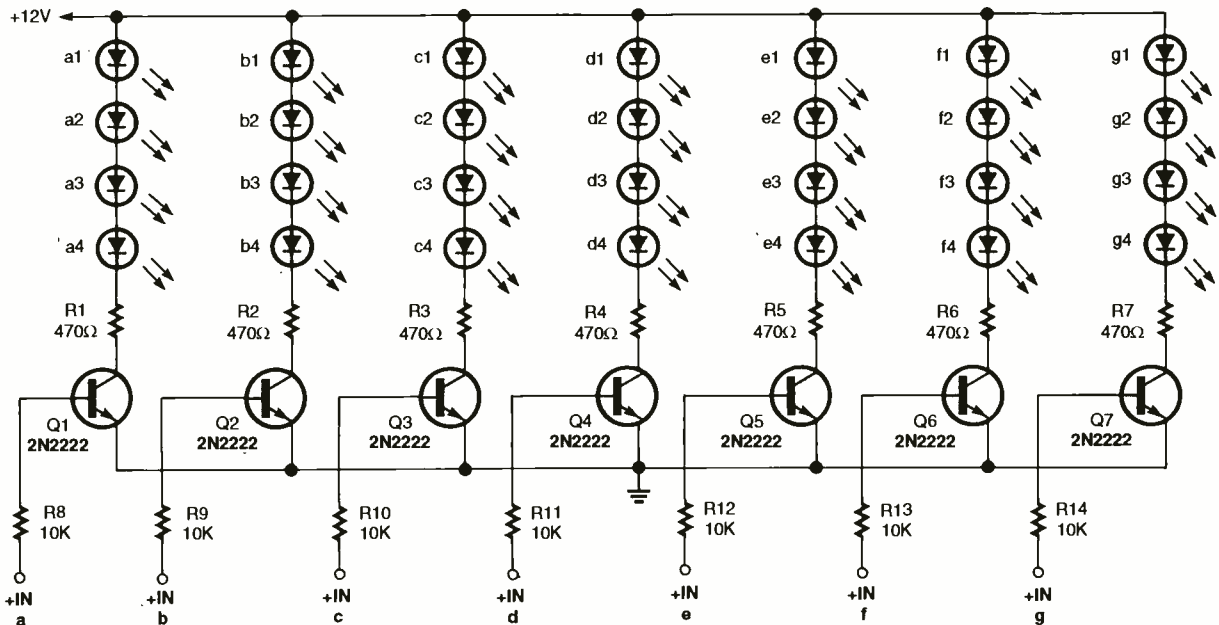 +12V
a1 b1 c1 d1 e1 f1 g1
a2 b2 c2 d2 e2 f2 g2
a3 b3 c3 d3 e3 f3 g3
a4 b4 c4 d4 e4 f4 g4
R1 R2 R3 R4 R5 R6 R7
470Ω 470Ω 470Ω 470Ω 470Ω 470Ω 470Ω
Q1 Q2 Q3 Q4 Q5 Q6 Q7
2N2222 2N2222 2N2222 2N2222 2N2222 2N2222 2N2222
R8 R9 R10 R11 R12 R13 R14
10K 10K 10K 10K 10K 10K 10K
+IN +IN +IN +IN +IN +IN +IN
a b c d e f g